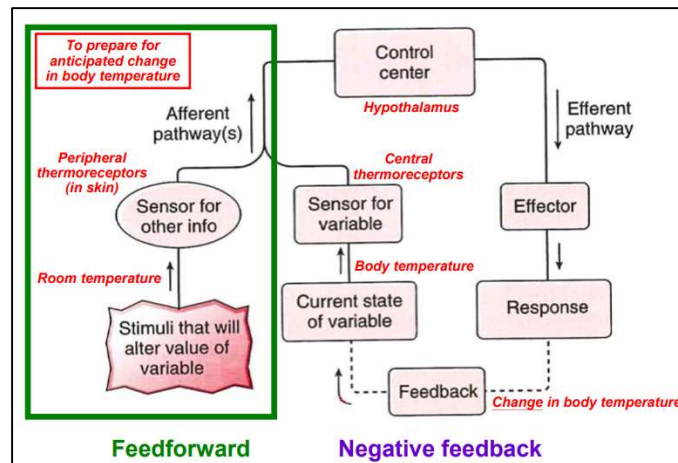 To prepare for
anticipated change
in body temperature
Control
center
Hypothalamus
Afferent
pathway(s)
Efferent
pathway
Peripheral
thermoreceptors
(in skin)
Central
thermoreceptors
Sensor for
other info
Sensor for
variable
Effector
Room temperature
Body temperature
Stimuli that will
alter value of
variable
Current state
of variable
Response
Feedback
Change in body temperature
Feedforward
Negative feedback